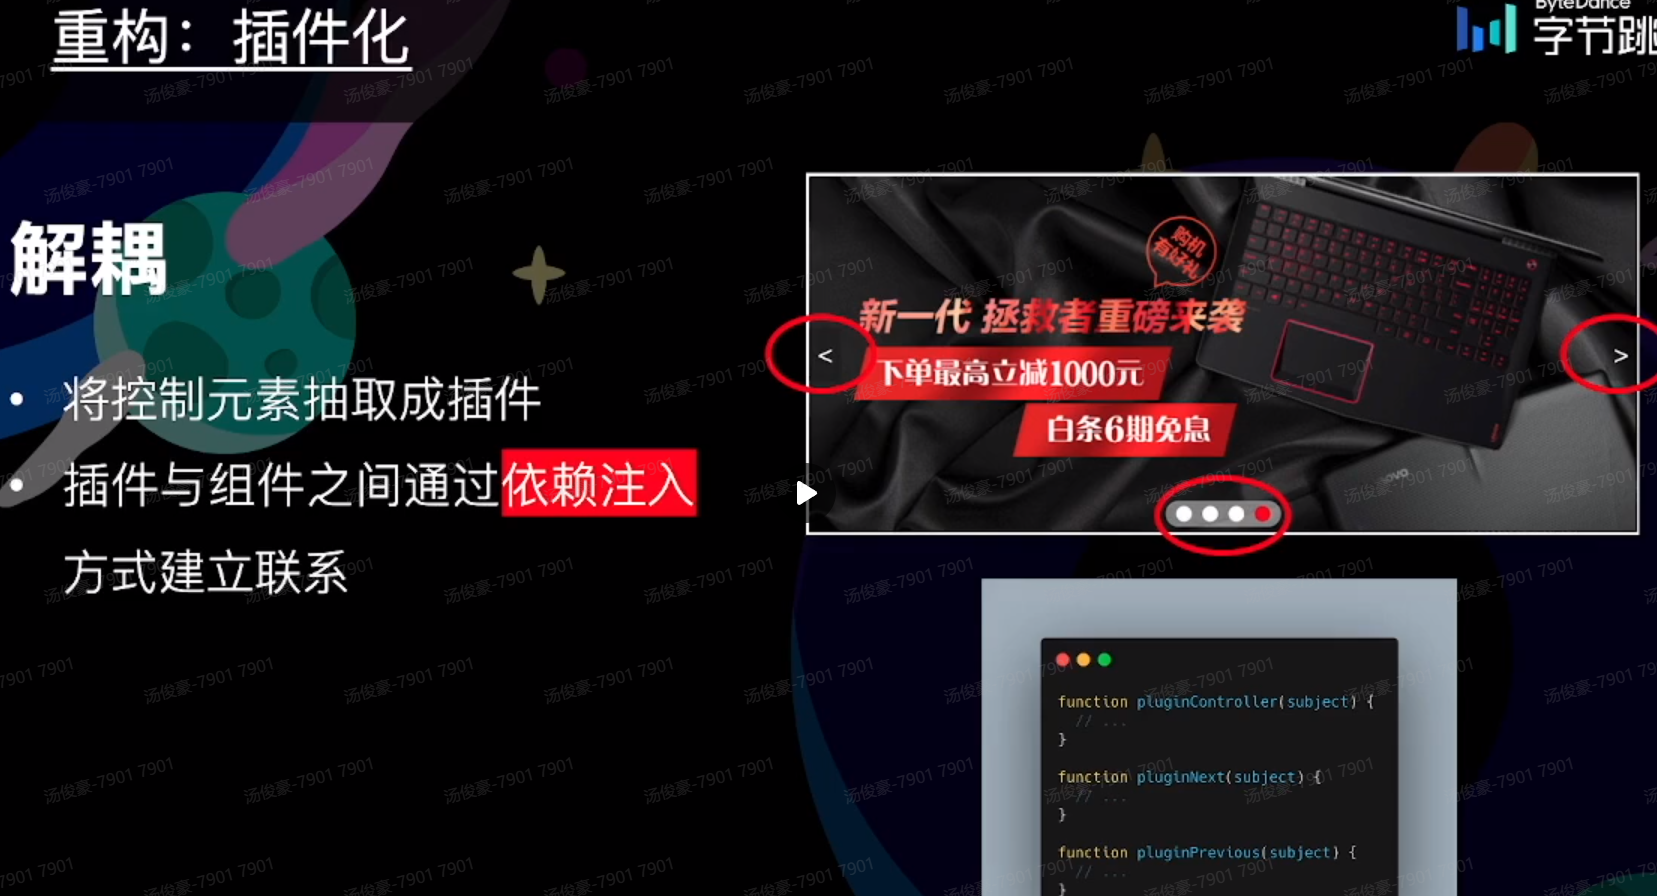 重构：插件化
ByteDance
字节跳
解耦
• 将控制元素抽取成插件
• 插件与组件之间通过依赖注入
方式建立联系
购机
有好礼
新一代 拯救者重磅来袭
下单最高立减1000元
白条6期免息
<
>
function pluginController(subject) {
// ...
}
function pluginNext(subject) {
// ...
}
function pluginPrevious(subject) {
// ...
}
汤俊豪-7901 7901